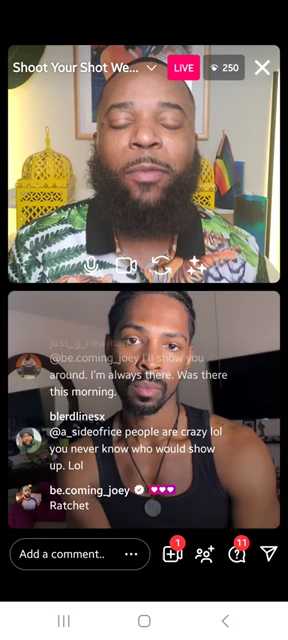 Shoot Your Shot We...
LIVE
250
just_g_newman
@be.coming_joey I'll show you
around. I'm always there. Was there
this morning.
blerdlinesx
@a_sideofrice people are crazy lol
you never know who would show
up. Lol
be.coming_joey
Ratchet
1
11
Add a comment..